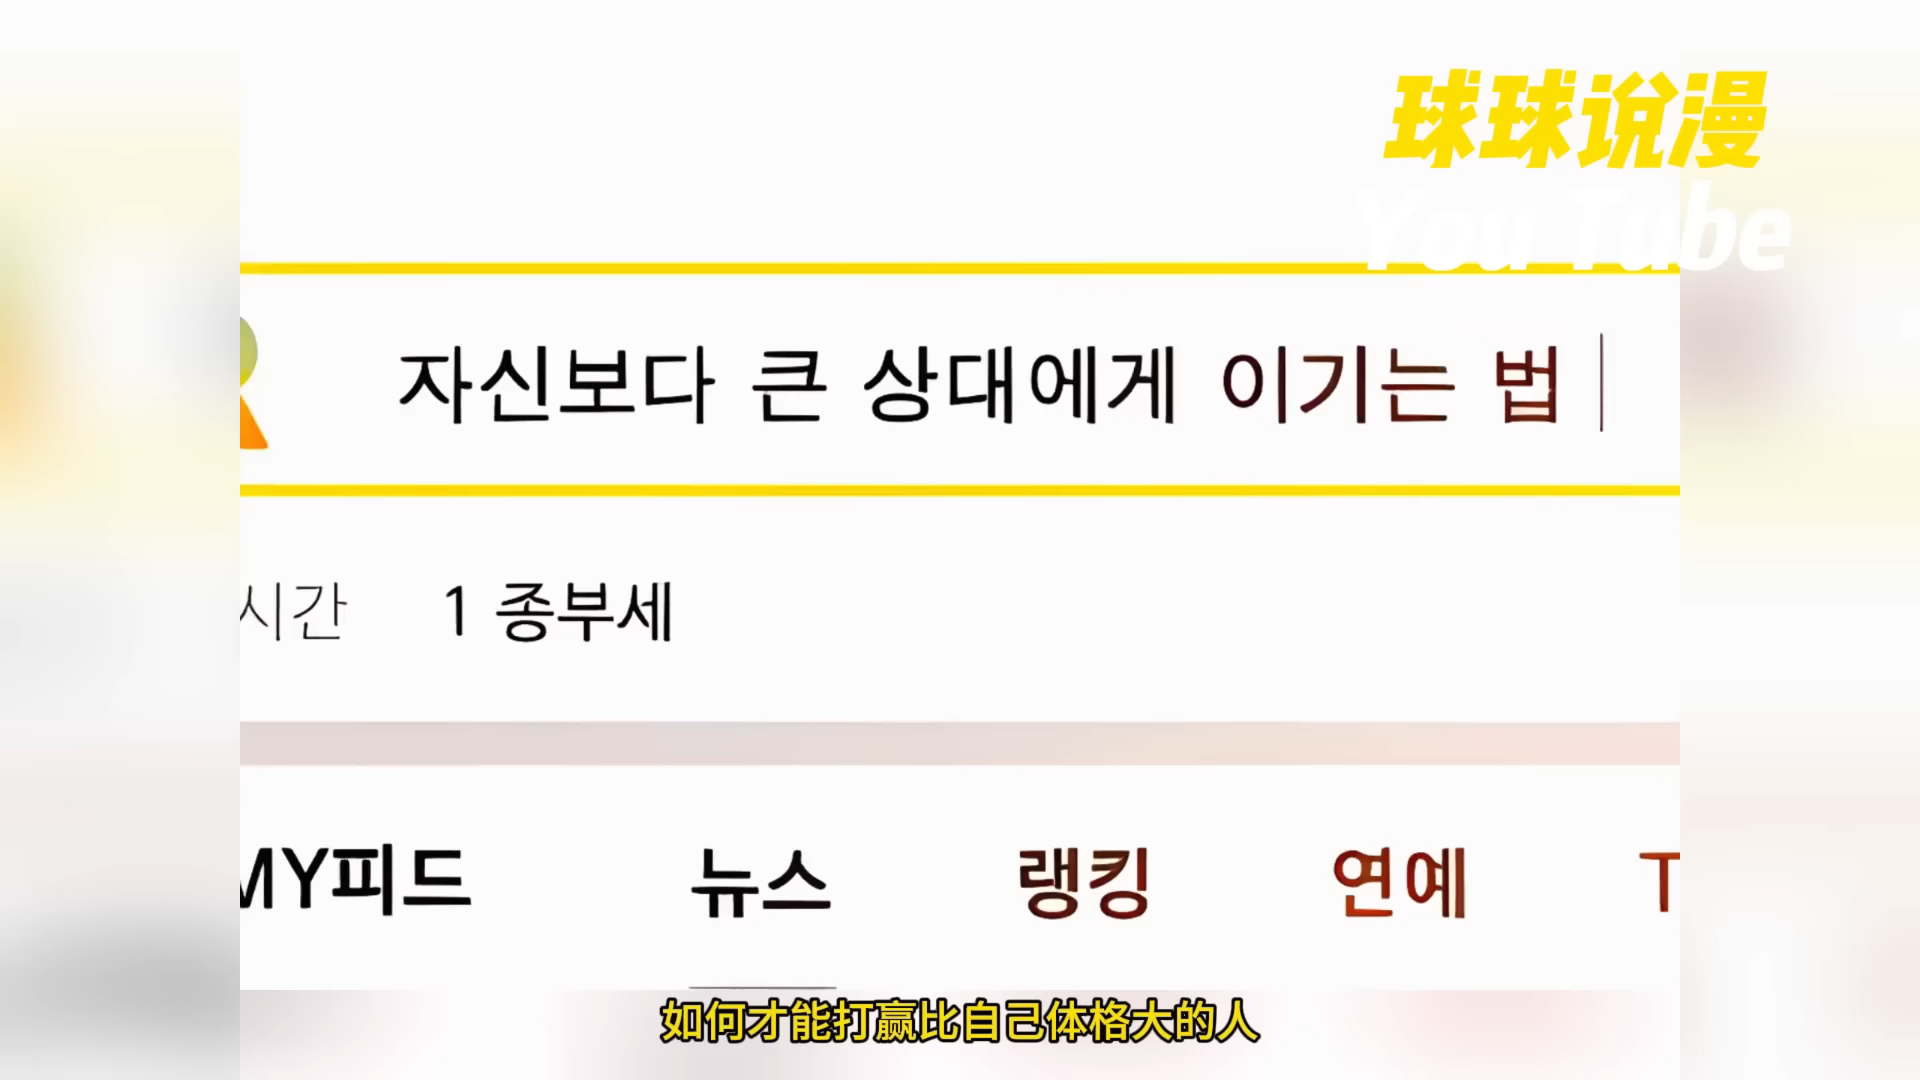 球球说漫
You Tube
자신보다 큰 상대에게 이기는 법
시간 1 종부세
MY피드 뉴스 랭킹 연예 T
如何才能打赢比自己体格大的人